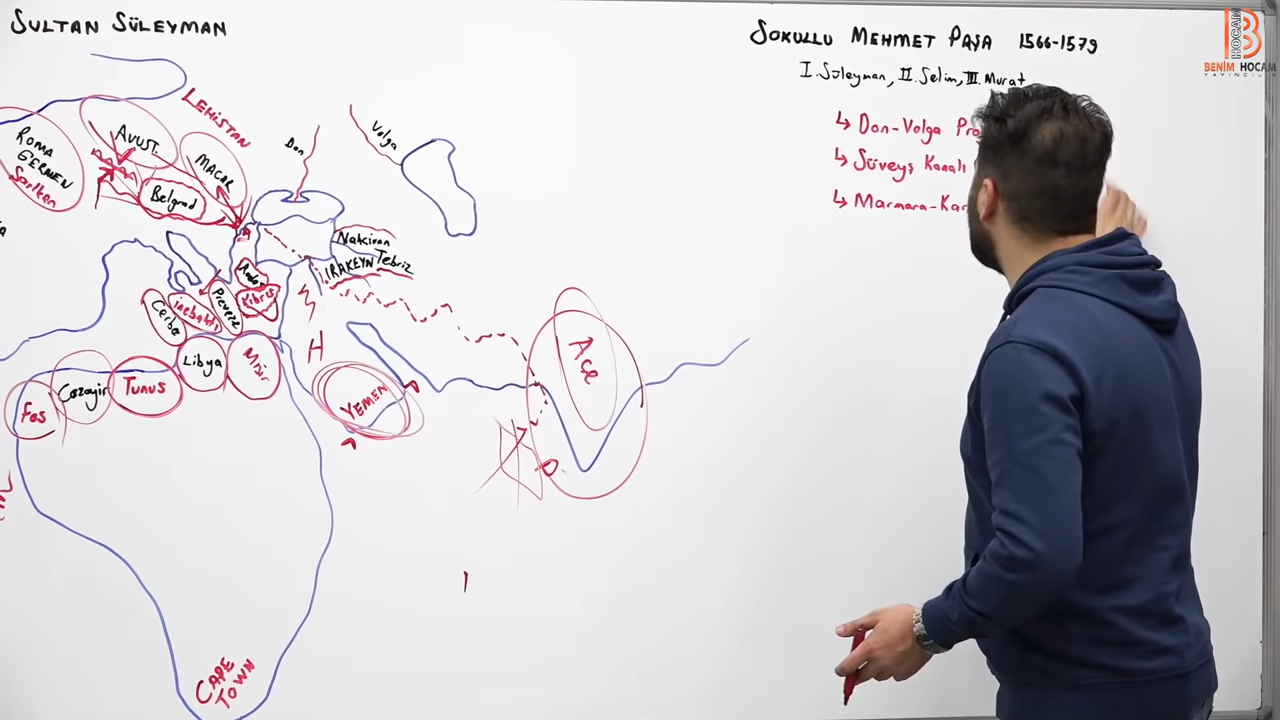 SULTAN SÜLEYMAN
SOKULLU MEHMET PAŞA 1566-1579
I.Süleyman, II.Selim, III.Murat
↳ Don-Volga Pro
↳ Süveyş Kanalı
↳ Marmara-Kar
BENİM HOCAM
YAYINCILIK
HOCAM
LEHİSTAN
ROMA
GERMEN
Şarlken
AVUST.
MACAR
Belgrad
Don
Volga
Nahcivan
IRAKEYN Tebriz
Rodos
Kıbrıs
Preveze
İnebahtı
Cerbe
Libya
Mısır
Fas
Cezayir
TUNUS
H
YEMEN
Açe
CAPE
TOWN